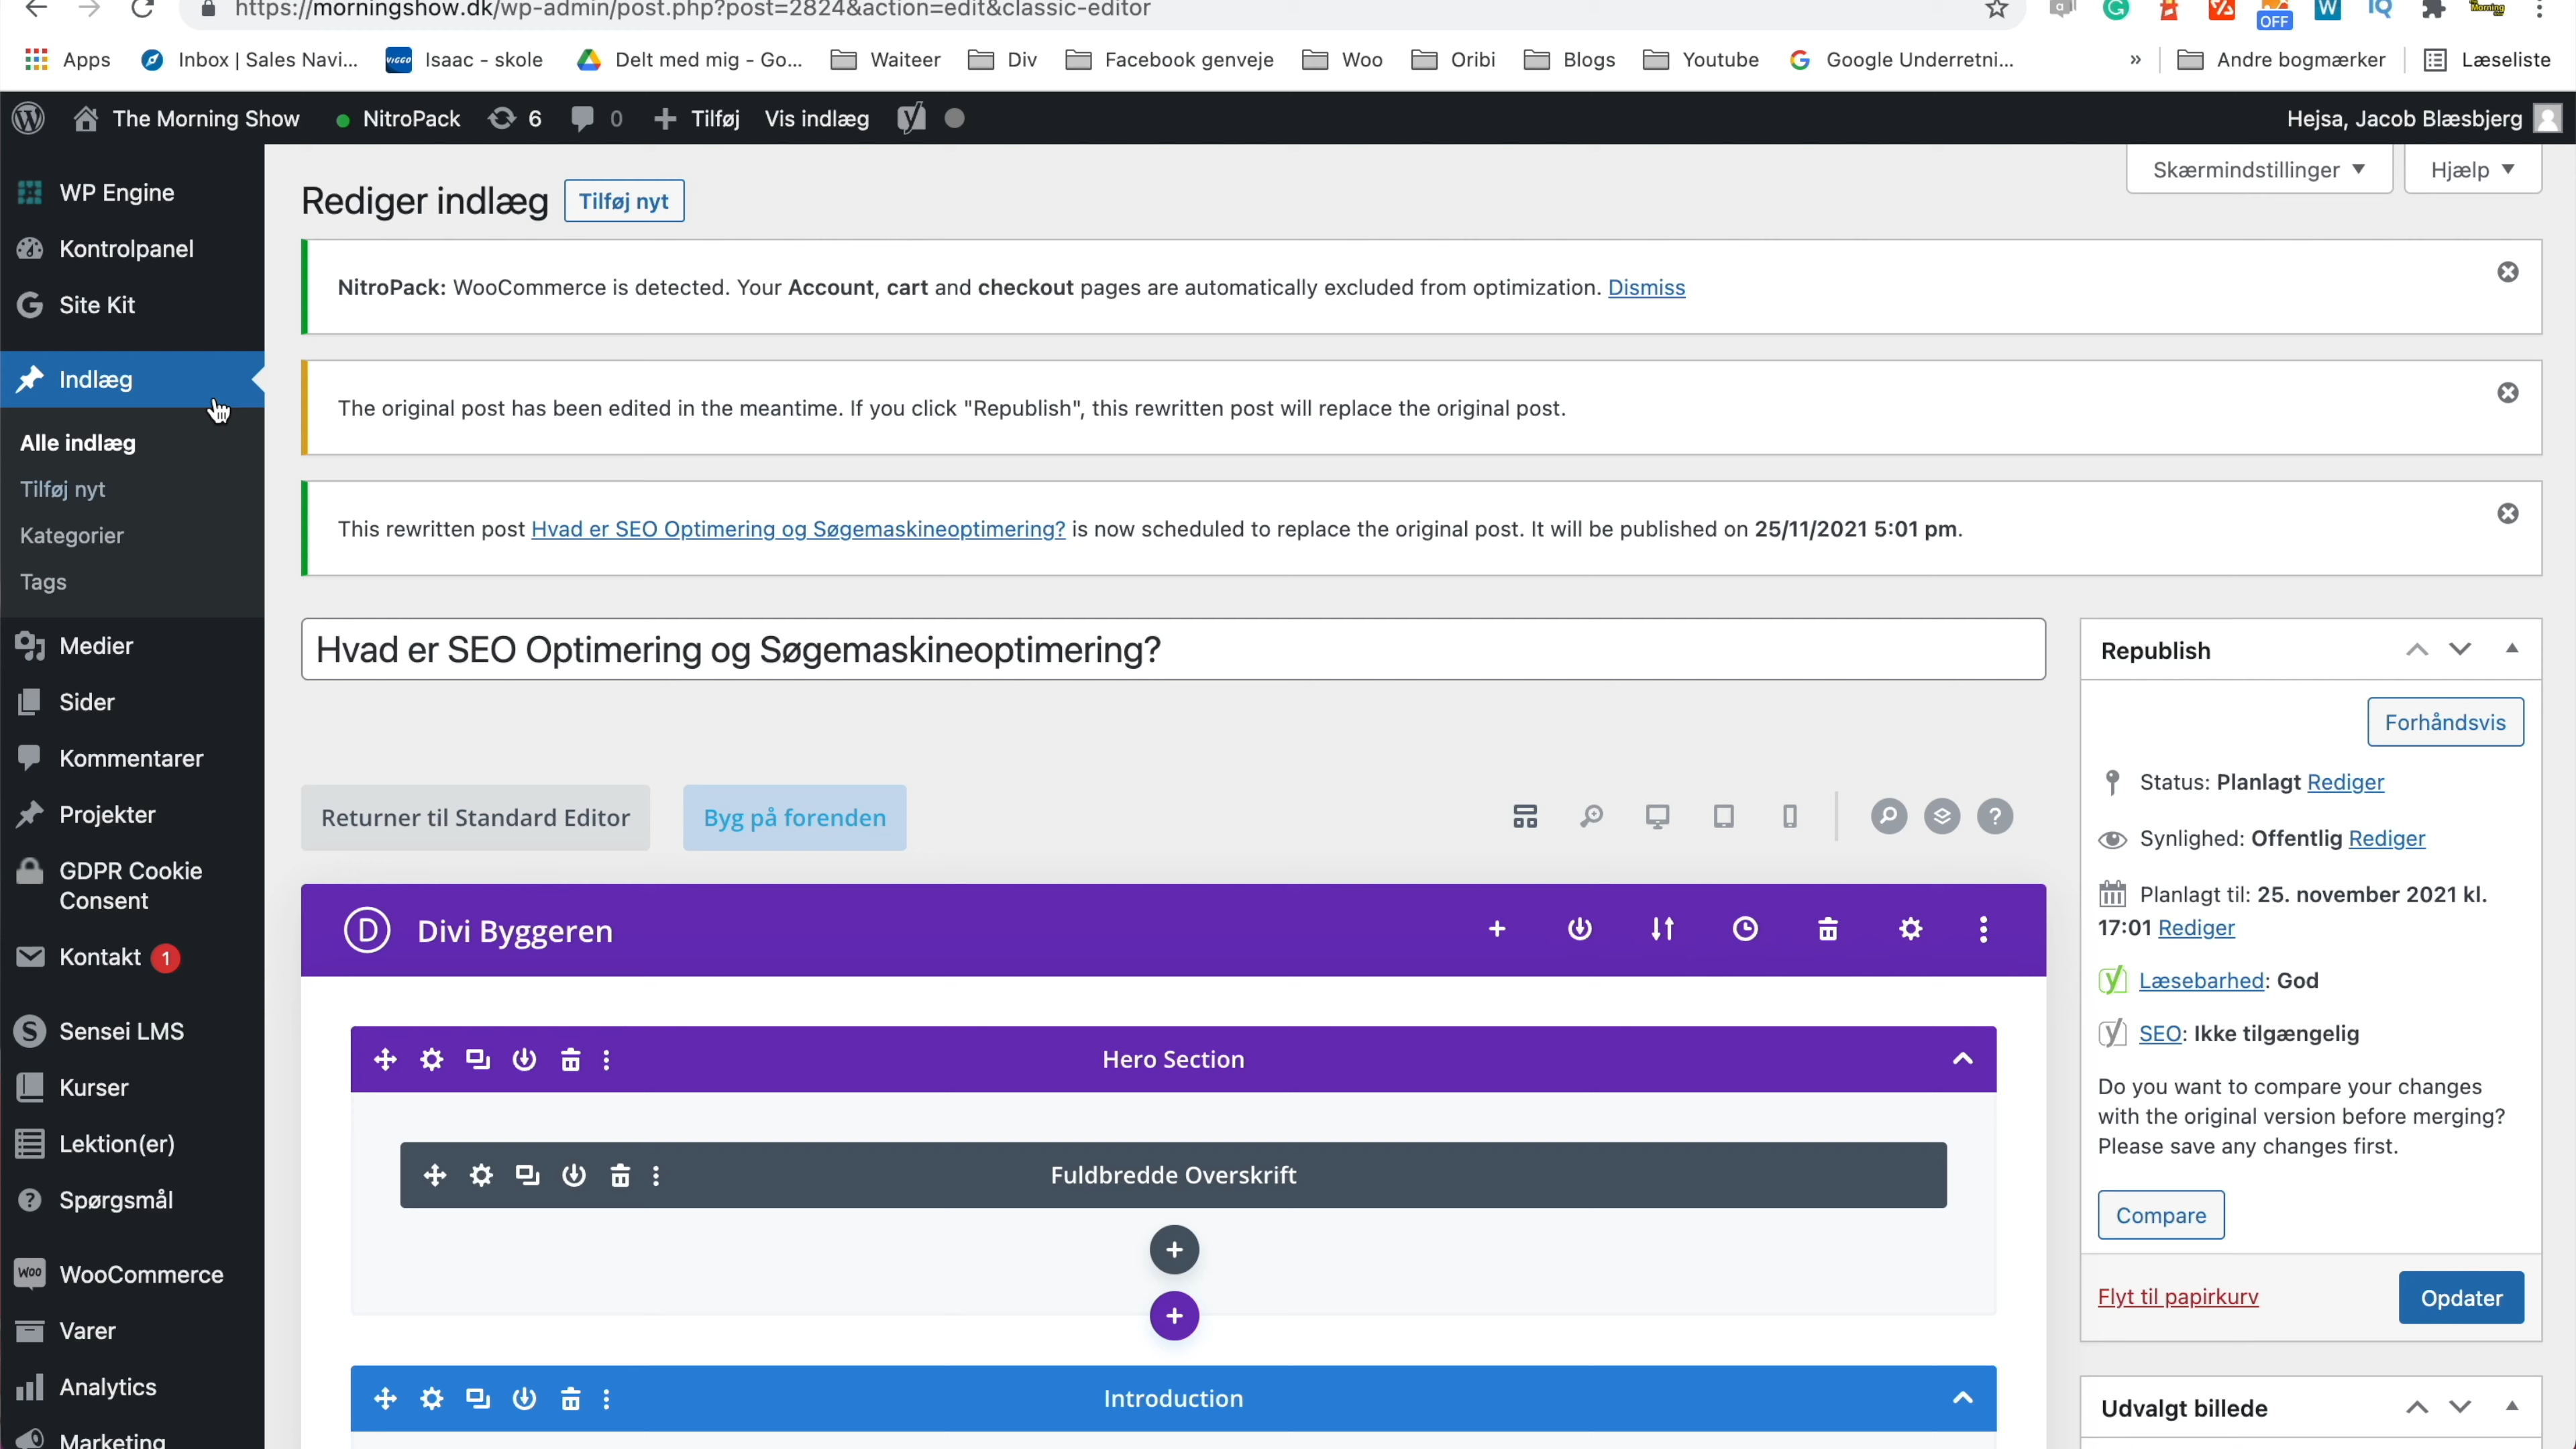 https://morningshow.dk/wp-admin/post.php?post=2824&action=edit&classic-editor
OFF
W
IQ
Apps
Inbox | Sales Navi...
VIGGO
Isaac - skole
Delt med mig - Go...
Waiteer
Div
Facebook genveje
Woo
Oribi
Blogs
Youtube
Google Underretni...
»
Andre bogmærker
Læseliste
The Morning Show
NitroPack
6
0
Tilføj
Vis indlæg
Hejsa, Jacob Blæsbjerg
WP Engine
Kontrolpanel
Site Kit
Indlæg
Alle indlæg
Tilføj nyt
Kategorier
Tags
Medier
Sider
Kommentarer
Projekter
GDPR Cookie
Consent
Kontakt 1
Sensei LMS
Kurser
Lektion(er)
Spørgsmål
WooCommerce
Varer
Analytics
Marketing
Skærmindstillinger
Hjælp
Rediger indlæg
Tilføj nyt
NitroPack: WooCommerce is detected. Your Account, cart and checkout pages are automatically excluded from optimization. Dismiss
The original post has been edited in the meantime. If you click "Republish", this rewritten post will replace the original post.
This rewritten post Hvad er SEO Optimering og Søgemaskineoptimering? is now scheduled to replace the original post. It will be published on 25/11/2021 5:01 pm.
Hvad er SEO Optimering og Søgemaskineoptimering?
Returner til Standard Editor
Byg på forenden
?
D
Divi Byggeren
Hero Section
Fuldbredde Overskrift
Introduction
Republish
Forhåndsvis
Status: Planlagt Rediger
Synlighed: Offentlig Rediger
Planlagt til: 25. november 2021 kl.
17:01 Rediger
Læsebarhed: God
SEO: Ikke tilgængelig
Do you want to compare your changes
with the original version before merging?
Please save any changes first.
Compare
Flyt til papirkurv
Opdater
Udvalgt billede